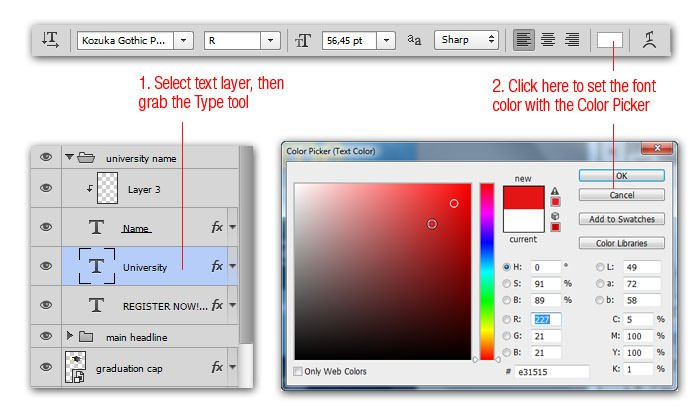 Kozuka Gothic P... R 56,45 pt aa Sharp
1. Select text layer, then
grab the Type tool
2. Click here to set the font
color with the Color Picker
university name
Layer 3
Name
University fx
REGISTER NOW!... fx
main headline
graduation cap fx
Color Picker (Text Color)
new
current
OK
Cancel
Add to Swatches
Color Libraries
H: 0 ° L: 49
S: 91 % a: 72
B: 89 % b: 58
R: 227 C: 5 %
G: 21 M: 100 %
B: 21 Y: 100 %
# e31515 K: 1 %
Only Web Colors